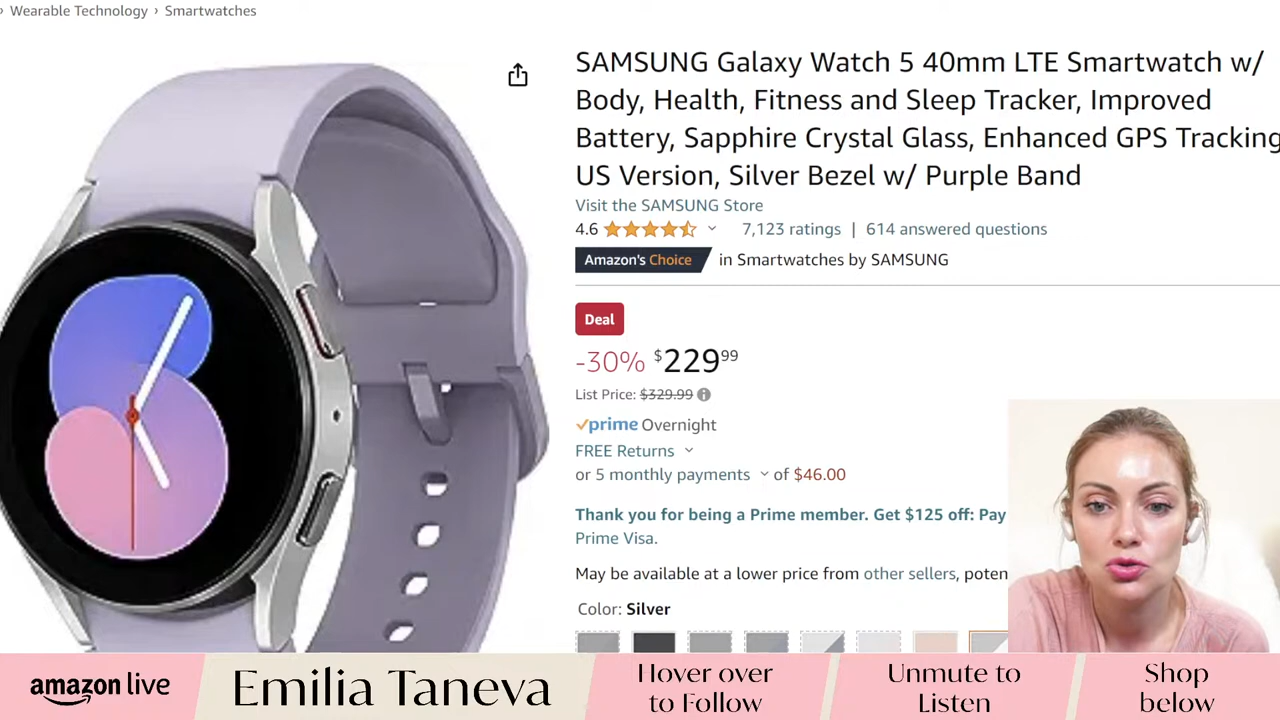 › Wearable Technology › Smartwatches
SAMSUNG Galaxy Watch 5 40mm LTE Smartwatch w/
Body, Health, Fitness and Sleep Tracker, Improved
Battery, Sapphire Crystal Glass, Enhanced GPS Tracking
US Version, Silver Bezel w/ Purple Band
Visit the SAMSUNG Store
4.6 7,123 ratings | 614 answered questions
Amazon's Choice in Smartwatches by SAMSUNG
Deal
-30% $229.99
List Price: $329.99
prime Overnight
FREE Returns
or 5 monthly payments of $46.00
Thank you for being a Prime member. Get $125 off: Pay
Prime Visa.
May be available at a lower price from other sellers, poten
Color: Silver
amazon live
Emilia Taneva
Hover over
to Follow
Unmute to
Listen
Shop
below